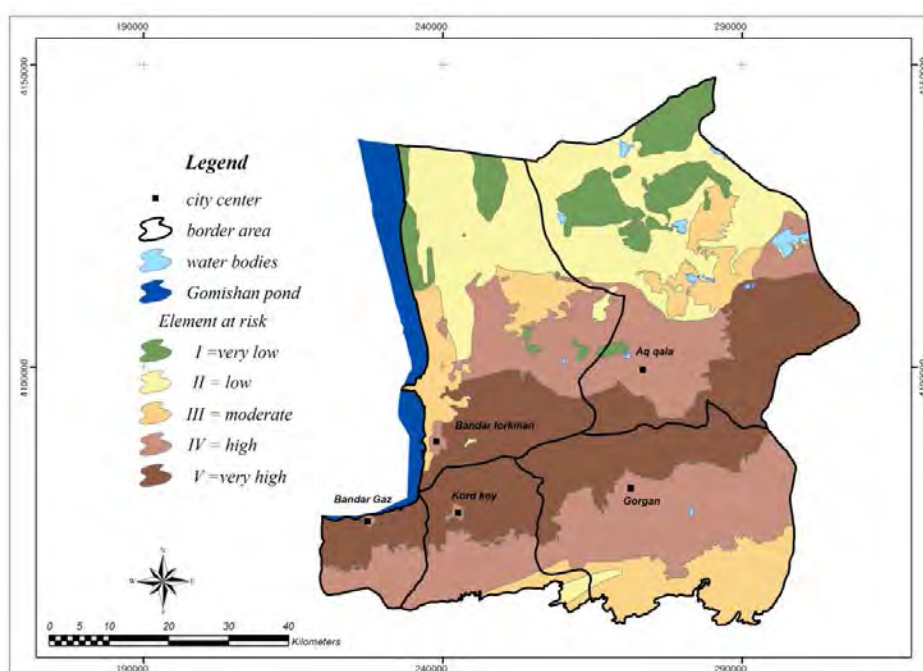 190000 240000 290000
4150000
4150000
Legend
city center
border area
water bodies
Gomishan pond
Element at risk
I =very low
II = low
III = moderate
IV = high
V =very high
Aq qala
4100000
Bandar torkman
Bandar Gaz
Kord koy
Gorgan
N
W
E
S
0 5 10 20 30 40
Kilometers
190000 240000 290000